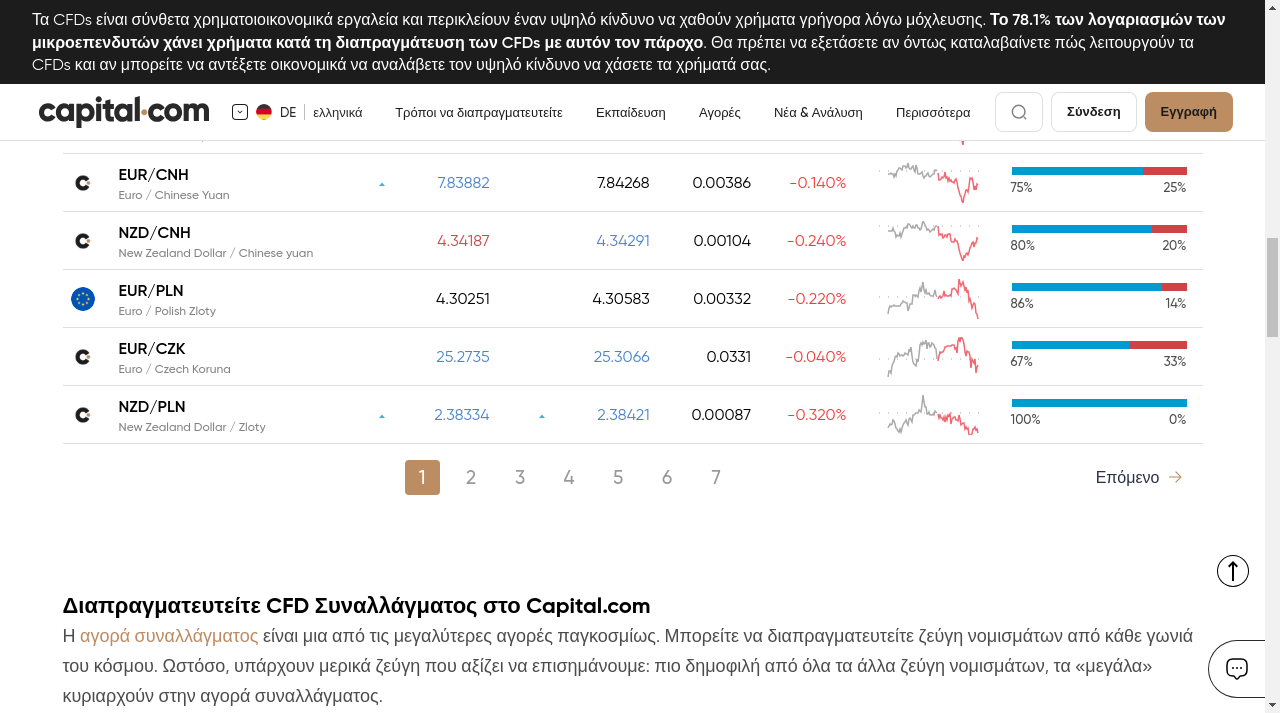 Τα CFDs είναι σύνθετα χρηματοιοικονομικά εργαλεία και περικλείουν έναν υψηλό κίνδυνο να χαθούν χρήματα γρήγορα λόγω μόχλευσης. Το 78.1% των λογαριασμών των
μικροεπενδυτών χάνει χρήματα κατά τη διαπραγμάτευση των CFDs με αυτόν τον πάροχο. Θα πρέπει να εξετάσετε αν όντως καταλαβαίνετε πώς λειτουργούν τα
CFDs και αν μπορείτε να αντέξετε οικονομικά να αναλάβετε τον υψηλό κίνδυνο να χάσετε τα χρήματά σας.
capital.com DE ελληνικά Τρόποι να διαπραγματευτείτε Εκπαίδευση Αγορές Νέα & Ανάλυση Περισσότερα Σύνδεση Εγγραφή
EUR/CNH 7.83882 7.84268 0.00386 -0.140%
Euro / Chinese Yuan 75% 25%
NZD/CNH 4.34187 4.34291 0.00104 -0.240%
New Zealand Dollar / Chinese yuan 80% 20%
EUR/PLN 4.30251 4.30583 0.00332 -0.220%
Euro / Polish Zloty 86% 14%
EUR/CZK 25.2735 25.3066 0.0331 -0.040%
Euro / Czech Koruna 67% 33%
NZD/PLN 2.38334 2.38421 0.00087 -0.320%
New Zealand Dollar / Zloty 100% 0%
1 2 3 4 5 6 7 Επόμενο
Διαπραγματευτείτε CFD Συναλλάγματος στο Capital.com
Η αγορά συναλλάγματος είναι μια από τις μεγαλύτερες αγορές παγκοσμίως. Μπορείτε να διαπραγματευτείτε ζεύγη νομισμάτων από κάθε γωνιά
του κόσμου. Ωστόσο, υπάρχουν μερικά ζεύγη που αξίζει να επισημάνουμε: πιο δημοφιλή από όλα τα άλλα ζεύγη νομισμάτων, τα «μεγάλα»
κυριαρχούν στην αγορά συναλλάγματος.